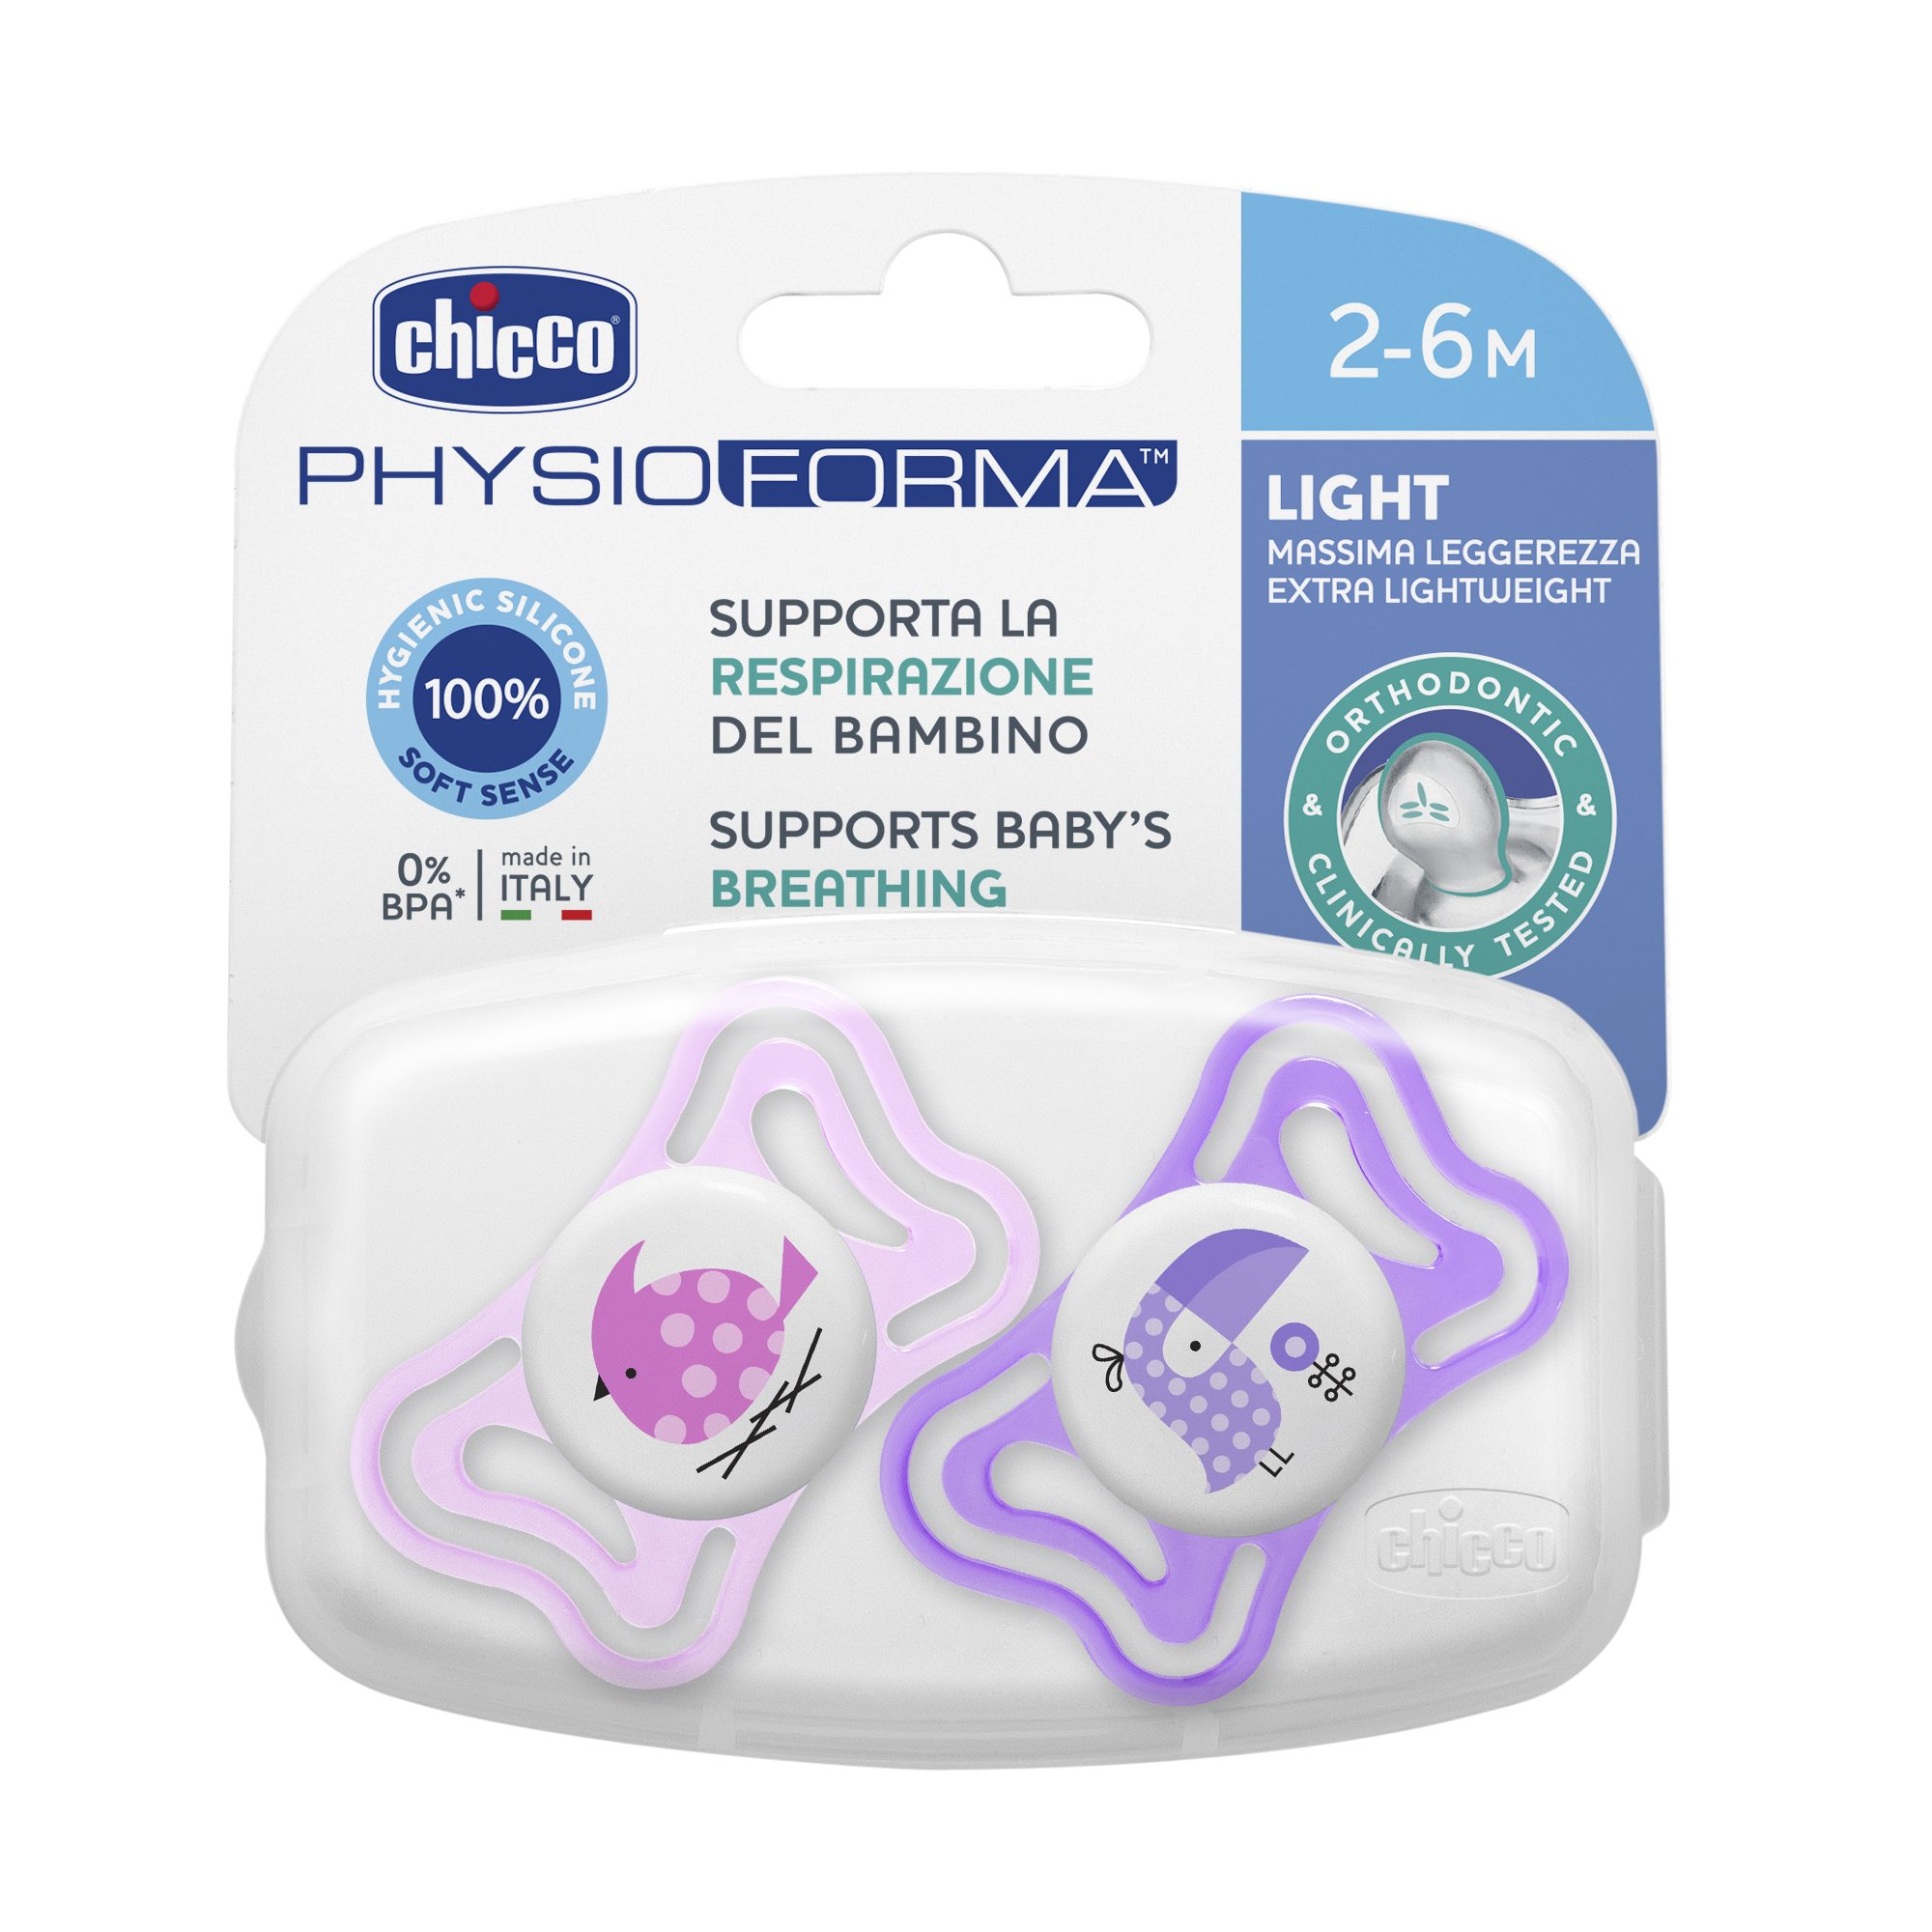 chicco®
PHYSIOFORMA™
2-6M
LIGHT
MASSIMA LEGGEREZZA
EXTRA LIGHTWEIGHT
HYGIENIC SILICONE
100%
SOFT SENSE
SUPPORTA LA
RESPIRAZIONE
DEL BAMBINO
SUPPORTS BABY'S
BREATHING
0%
BPA*
made in
ITALY
ORTHODONTIC
& CLINICALLY TESTED &
chicco